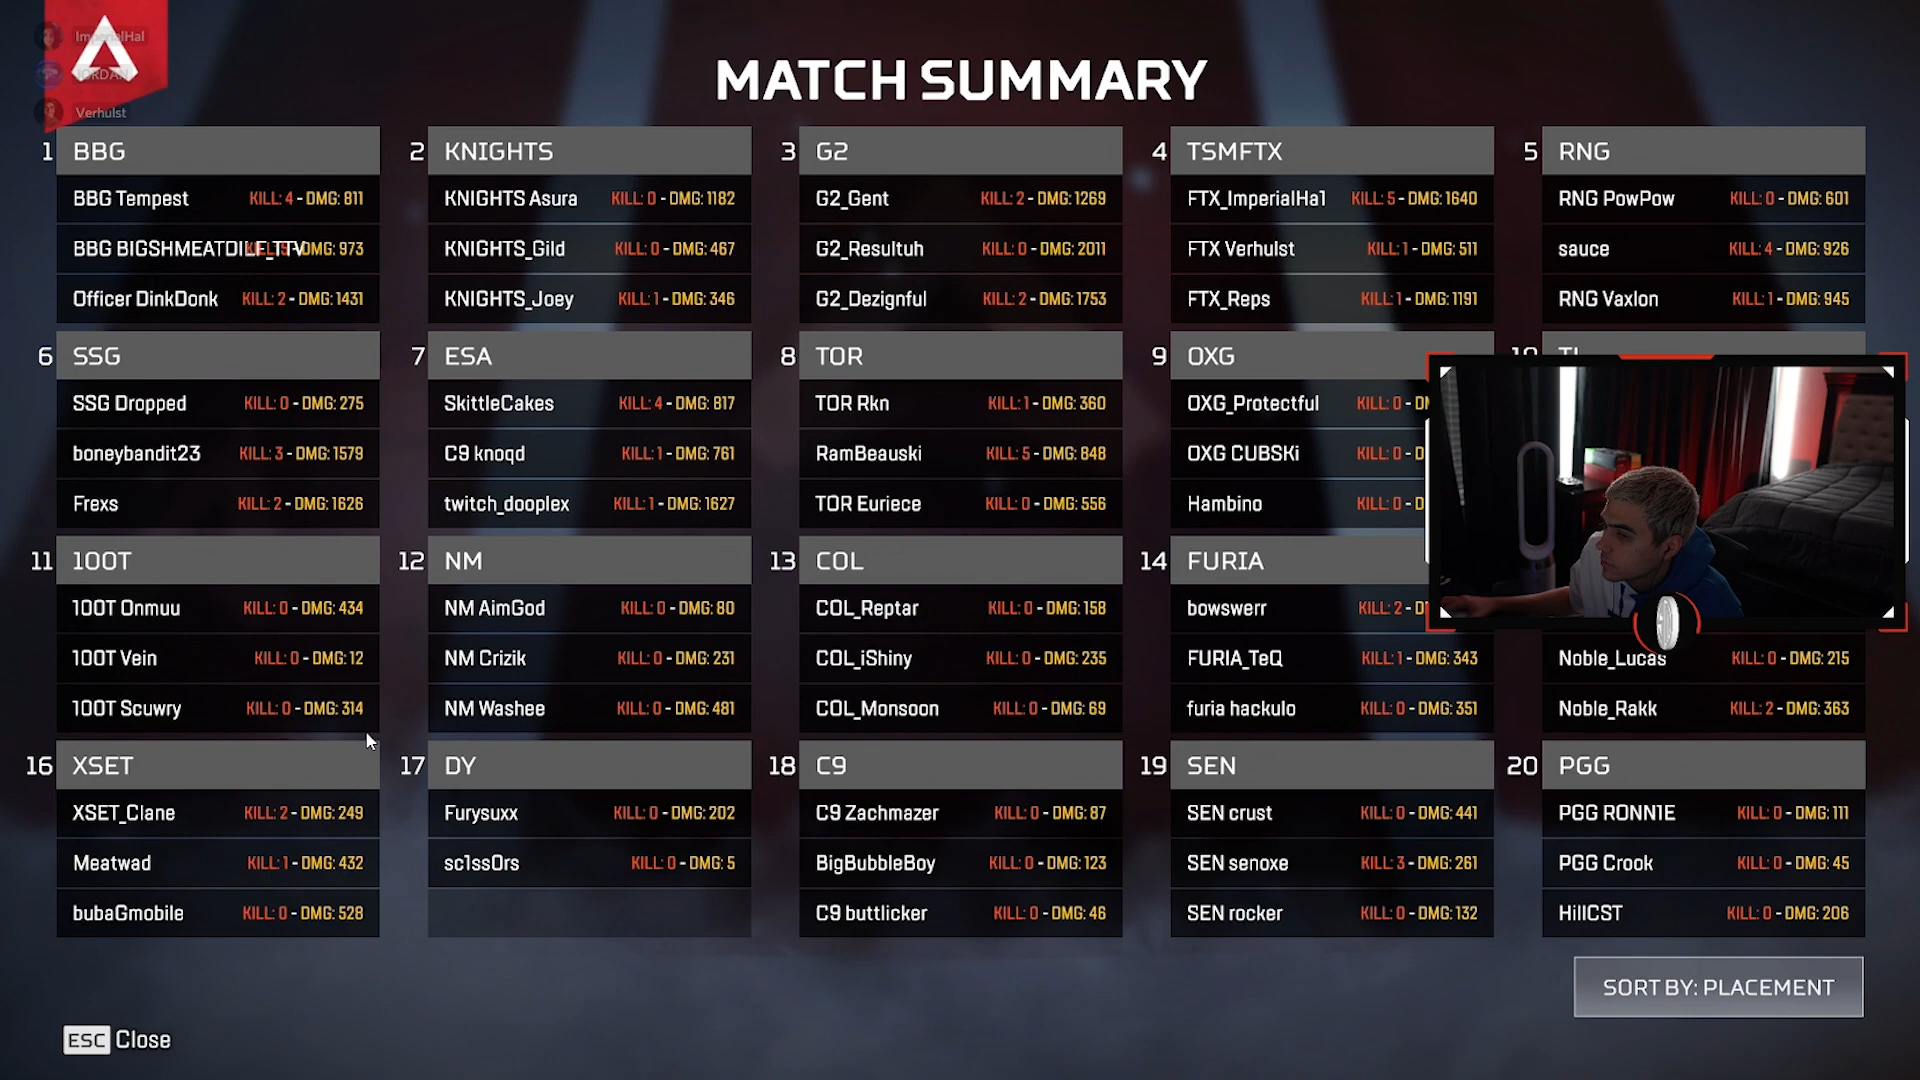 ImperialHal
JORDAN
Verhulst
MATCH SUMMARY
1 BBG
BBG Tempest KILL: 4 - DMG: 811
BBG BIGSHMEATDILF_TTV DMG: 973
Officer DinkDonk KILL: 2 - DMG: 1431
2 KNIGHTS
KNIGHTS Asura KILL: 0 - DMG: 1182
KNIGHTS_Gild KILL: 0 - DMG: 467
KNIGHTS_Joey KILL: 1 - DMG: 346
3 G2
G2_Gent KILL: 2 - DMG: 1269
G2_Resultuh KILL: 0 - DMG: 2011
G2_Dezignful KILL: 2 - DMG: 1753
4 TSMFTX
FTX_ImperialHa1 KILL: 5 - DMG: 1640
FTX Verhulst KILL: 1 - DMG: 511
FTX_Reps KILL: 1 - DMG: 1191
5 RNG
RNG PowPow KILL: 0 - DMG: 601
sauce KILL: 4 - DMG: 926
RNG Vaxlon KILL: 1 - DMG: 945
6 SSG
SSG Dropped KILL: 0 - DMG: 275
boneybandit23 KILL: 3 - DMG: 1579
Frexs KILL: 2 - DMG: 1626
7 ESA
SkittleCakes KILL: 4 - DMG: 817
C9 knoqd KILL: 1 - DMG: 761
twitch_dooplex KILL: 1 - DMG: 1627
8 TOR
TOR Rkn KILL: 1 - DMG: 360
RamBeauski KILL: 5 - DMG: 848
TOR Euriece KILL: 0 - DMG: 556
9 OXG
OXG_Protectful KILL: 0 -
OXG CUBSKi KILL: 0 -
Hambino KILL: 0 -
11 100T
100T Onmuu KILL: 0 - DMG: 434
100T Vein KILL: 0 - DMG: 12
100T Scuwry KILL: 0 - DMG: 314
12 NM
NM AimGod KILL: 0 - DMG: 80
NM Crizik KILL: 0 - DMG: 231
NM Washee KILL: 0 - DMG: 481
13 COL
COL_Reptar KILL: 0 - DMG: 158
COL_iShiny KILL: 0 - DMG: 235
COL_Monsoon KILL: 0 - DMG: 69
14 FURIA
bowswerr KILL: 2 -
FURIA_TeQ KILL: 1 - DMG: 343
furia hackulo KILL: 0 - DMG: 351
Noble_Lucas KILL: 0 - DMG: 215
Noble_Rakk KILL: 2 - DMG: 363
16 XSET
XSET_Clane KILL: 2 - DMG: 249
Meatwad KILL: 1 - DMG: 432
bubaGmobile KILL: 0 - DMG: 528
17 DY
Furysuxx KILL: 0 - DMG: 202
sc1ss0rs KILL: 0 - DMG: 5
18 C9
C9 Zachmazer KILL: 0 - DMG: 87
BigBubbleBoy KILL: 0 - DMG: 123
C9 buttlicker KILL: 0 - DMG: 46
19 SEN
SEN crust KILL: 0 - DMG: 441
SEN senoxe KILL: 3 - DMG: 261
SEN rocker KILL: 0 - DMG: 132
20 PGG
PGG RONN1E KILL: 0 - DMG: 111
PGG Crook KILL: 0 - DMG: 45
HillCST KILL: 0 - DMG: 206
SORT BY: PLACEMENT
ESC Close